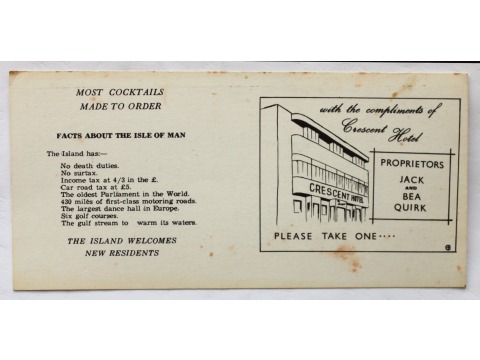 MOST COCKTAILS
MADE TO ORDER
FACTS ABOUT THE ISLE OF MAN
The Island has:—
No death duties.
No surtax.
Income tax at 4/3 in the £.
Car road tax at £5.
The oldest Parliament in the World.
430 miles of first-class motoring roads.
The largest dance hall in Europe.
Six golf courses.
The gulf stream to warm its waters.
THE ISLAND WELCOMES
NEW RESIDENTS
with the compliments of
Crescent Hotel
CRESCENT HOTEL
PROPRIETORS
JACK
AND
BEA
QUIRK
PLEASE TAKE ONE....